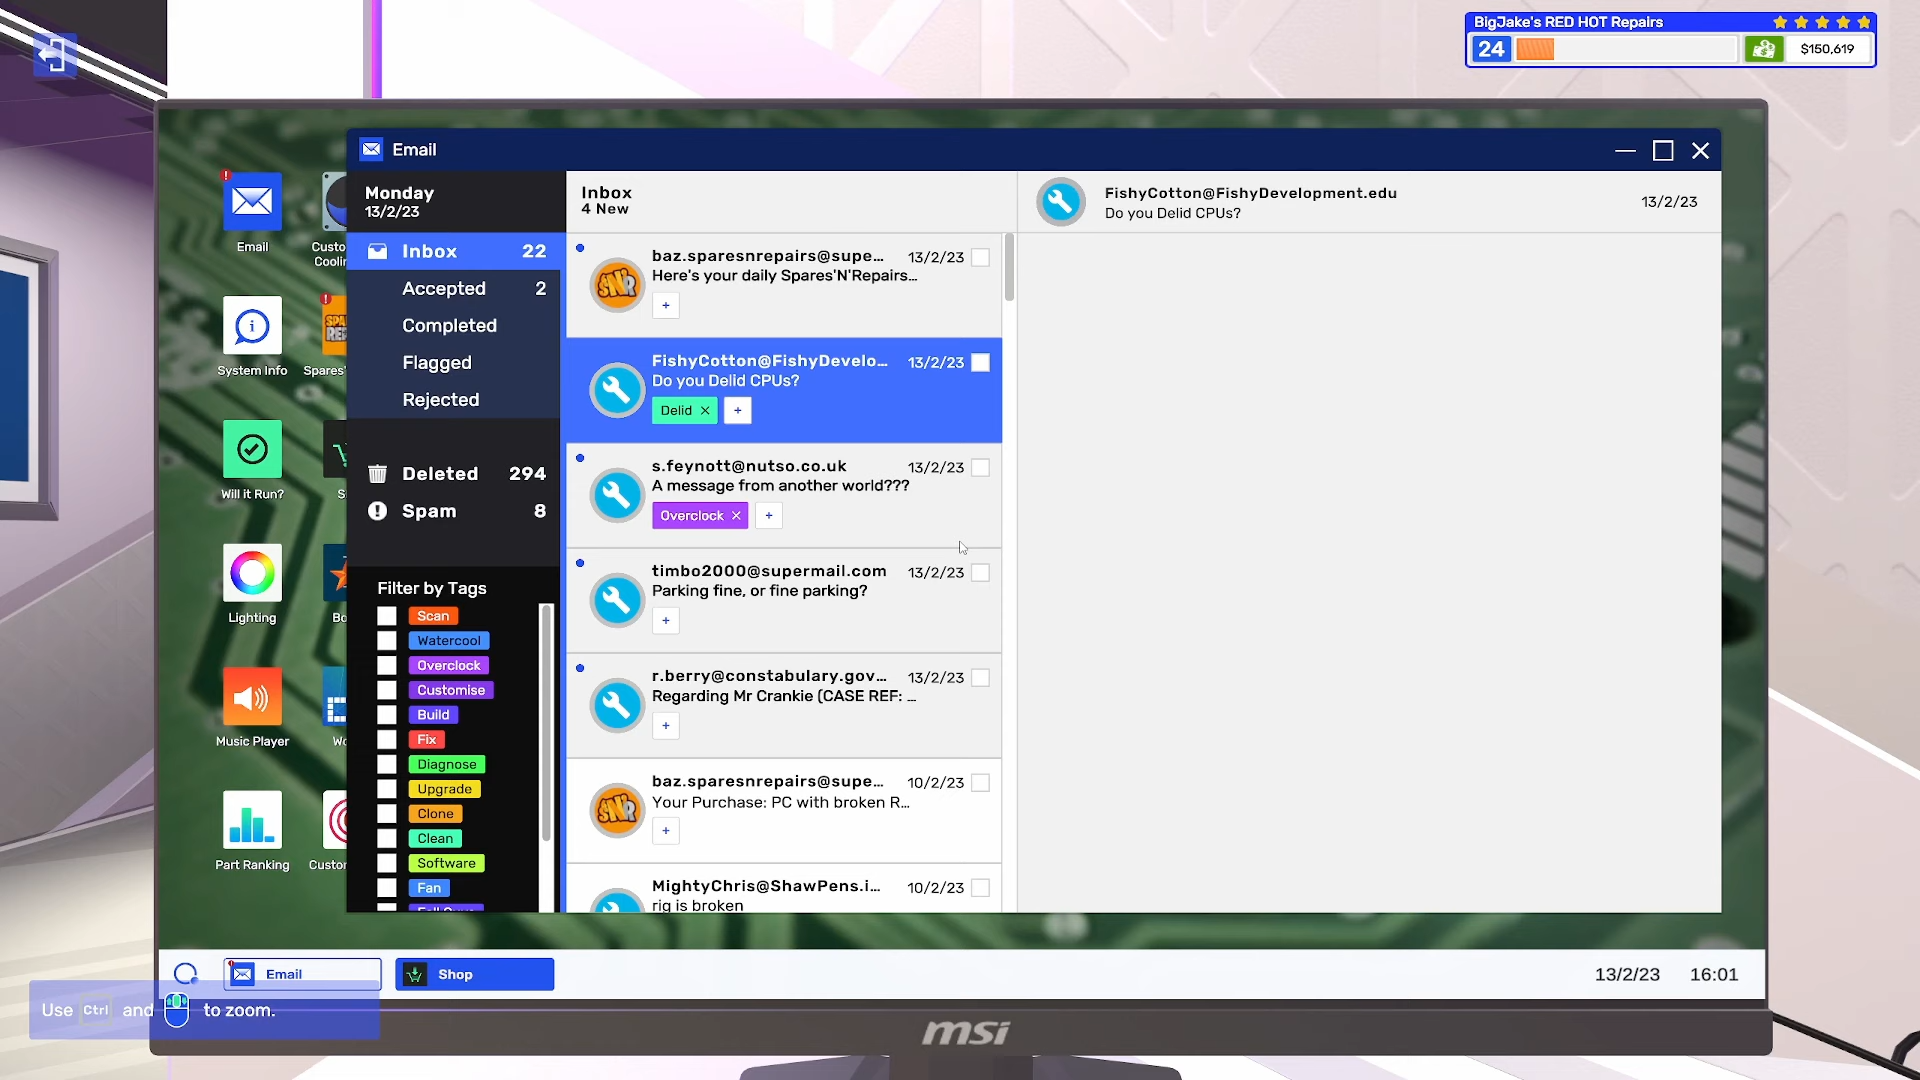 BigJake's RED HOT Repairs
24
$150,619
Email
Monday
13/2/23
Inbox 22
Accepted 2
Completed
Flagged
Rejected
Deleted 294
Spam 8
Filter by Tags
Scan
Watercool
Overclock
Customise
Build
Fix
Diagnose
Upgrade
Clone
Clean
Software
Fan
Inbox
4 New
baz.sparesnrepairs@supe... 13/2/23
Here's your daily Spares'N'Repairs...
+
FishyCotton@FishyDevelo... 13/2/23
Do you Delid CPUs?
Delid × +
s.feynott@nutso.co.uk 13/2/23
A message from another world???
Overclock × +
timbo2000@supermail.com 13/2/23
Parking fine, or fine parking?
+
r.berry@constabulary.gov... 13/2/23
Regarding Mr Crankie (CASE REF: ...
+
baz.sparesnrepairs@supe... 10/2/23
Your Purchase: PC with broken R...
+
MightyChris@ShawPens.i... 10/2/23
rig is broken
SNR
SNR
FishyCotton@FishyDevelopment.edu 13/2/23
Do you Delid CPUs?
Email
System Info
Will it Run?
Lighting
Music Player
Part Ranking
Custo
Coolin
Spares'
Custor
Email
Shop
13/2/23 16:01
Use Ctrl and to zoom.
msi